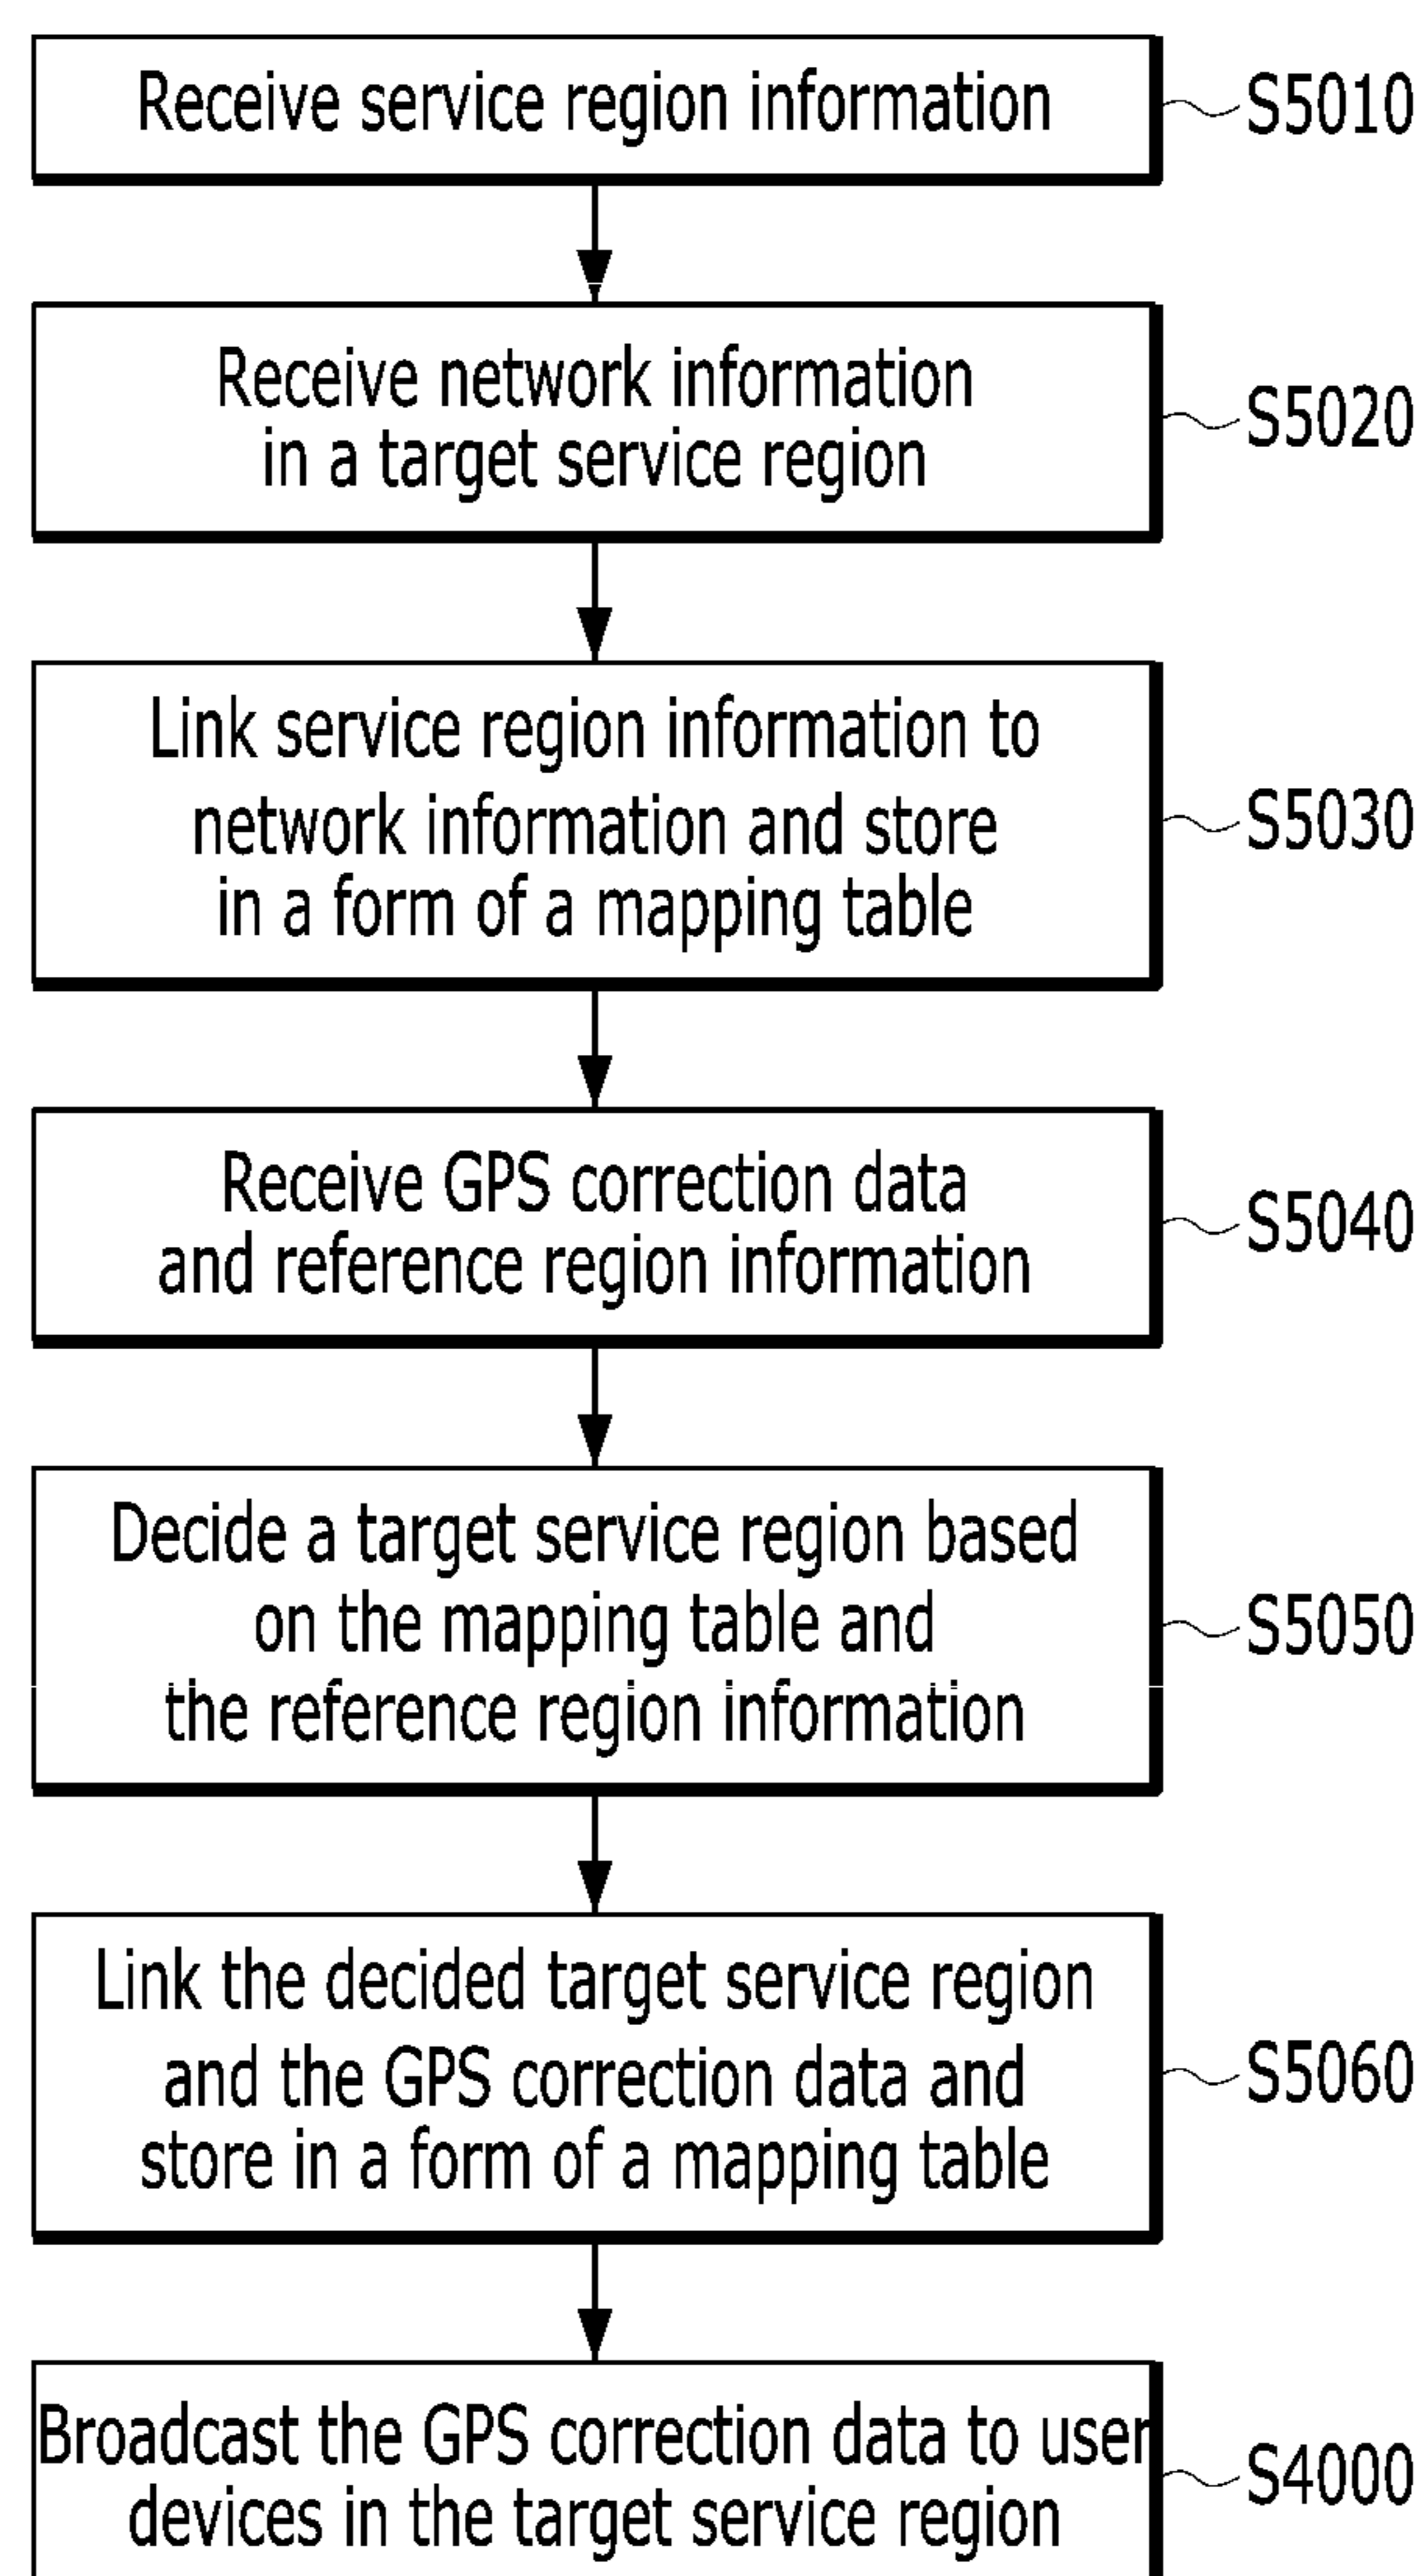 Receive service region information
S5010
Receive network information
in a target service region
S5020
Link service region information to
network information and store
in a form of a mapping table
S5030
Receive GPS correction data
and reference region information
S5040
Decide a target service region based
on the mapping table and
the reference region information
S5050
Link the decided target service region
and the GPS correction data and
store in a form of a mapping table
S5060
Broadcast the GPS correction data to user
devices in the target service region
S4000